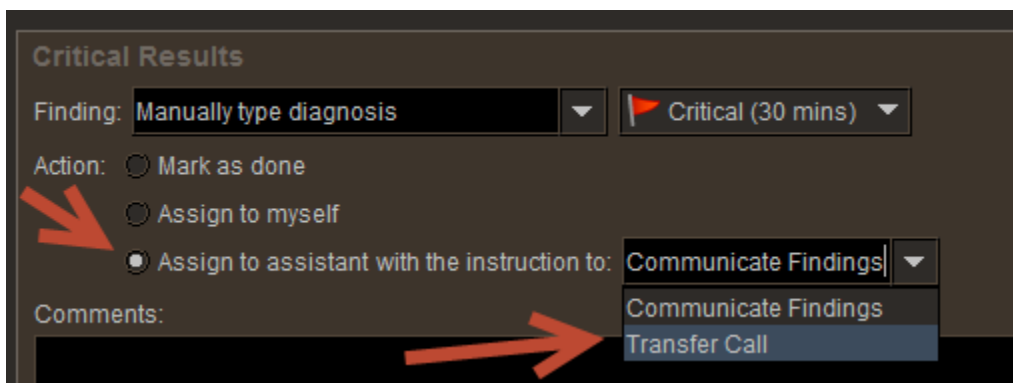 Critical Results
Finding: Manually type diagnosis Critical (30 mins)
Action: Mark as done
Assign to myself
Assign to assistant with the instruction to: Communicate Findings
Communicate Findings
Comments:
Transfer Call